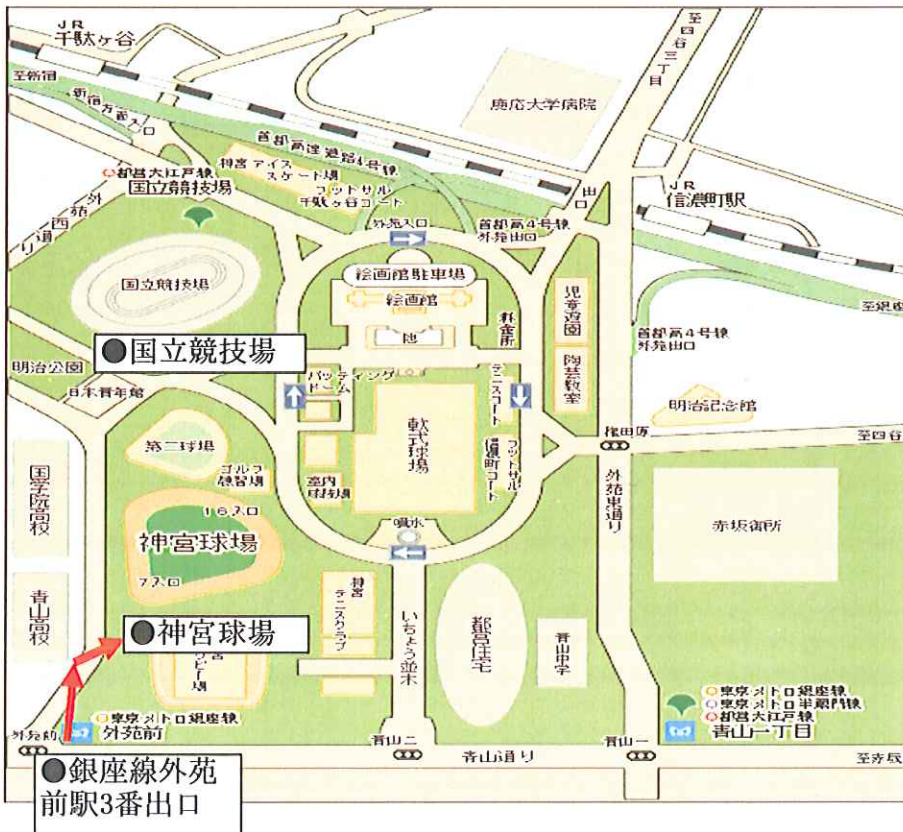 JR
千駄ヶ谷
至新宿
新宿方面入口
至四谷三丁目
慶応大学病院
首都高速道路4号線
神宮アイス
スケート場
フットサル
千駄ヶ谷コート
都営大江戸線
国立競技場
外苑西通り
外苑入口
出口
首都高4号線
外苑出口
JR
信濃町駅
国立競技場
絵画館駐車場
絵画館
池
料金所
児童遊園
首都高4号線
外苑出口
●国立競技場
明治公園
日本青年館
バッティング
ドーム
テニスコート
陶芸教室
明治記念館
第二球場
軟式球場
権田原
至四谷
ゴルフ
練習場
室内
球技場
フットサル
信濃町コート
国学院高校
16入口
神宮球場
7入口
噴水
外苑東通り
赤坂御所
青山高校
神宮
テニスクラブ
いちょう並木
都営住宅
青山中学
●神宮球場
ラグビー場
東京メトロ銀座線
外苑前
外苑前
東京メトロ銀座線
東京メトロ半蔵門線
都営大江戸線
青山一丁目
青山二
青山通り
青山一
至赤坂
●銀座線外苑
前駅3番出口